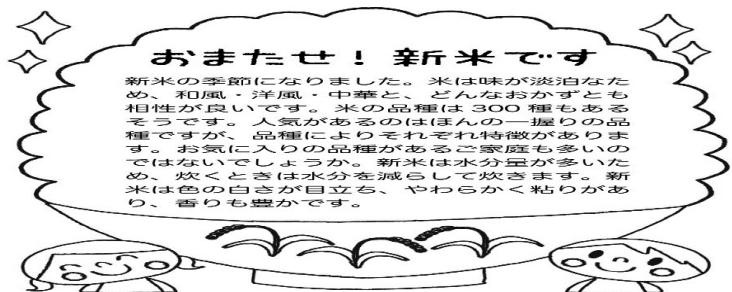 おまたせ！新米です
新米の季節になりました。米は味が淡泊なた
め、和風・洋風・中華と、どんなおかずとも
相性が良いです。米の品種は 300 種もある
そうです。人気があるのはほんの一握りの品
種ですが、品種によりそれぞれ特徴がありま
す。お気に入りの品種があるご家庭も多いの
ではないでしょうか。新米は水分量が多いた
め、炊くときは水分を減らして炊きます。新
米は色の白さが目立ち、やわらかく粘りがあ
り、香りも豊かです。